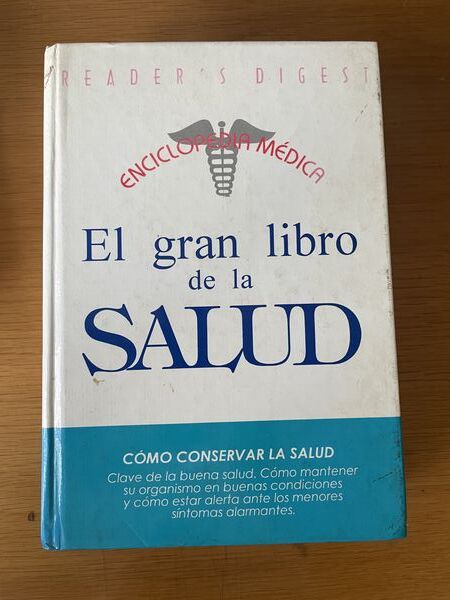 READER'S DIGEST
ENCICLOPEDIA MÉDICA
El gran libro
de la
SALUD
CÓMO CONSERVAR LA SALUD
Clave de la buena salud. Cómo mantener
su organismo en buenas condiciones
y cómo estar alerta ante los menores
síntomas alarmantes.